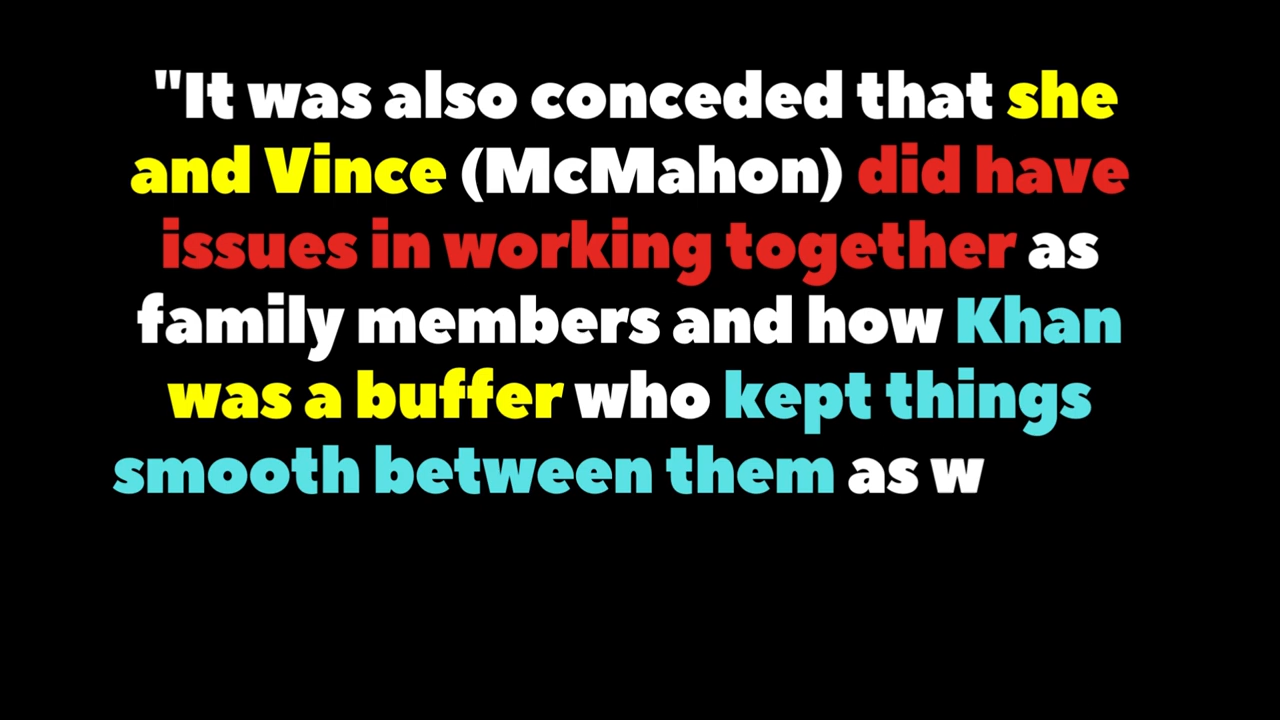 "It was also conceded that she
and Vince (McMahon) did have
issues in working together as
family members and how Khan
was a buffer who kept things
smooth between them as w